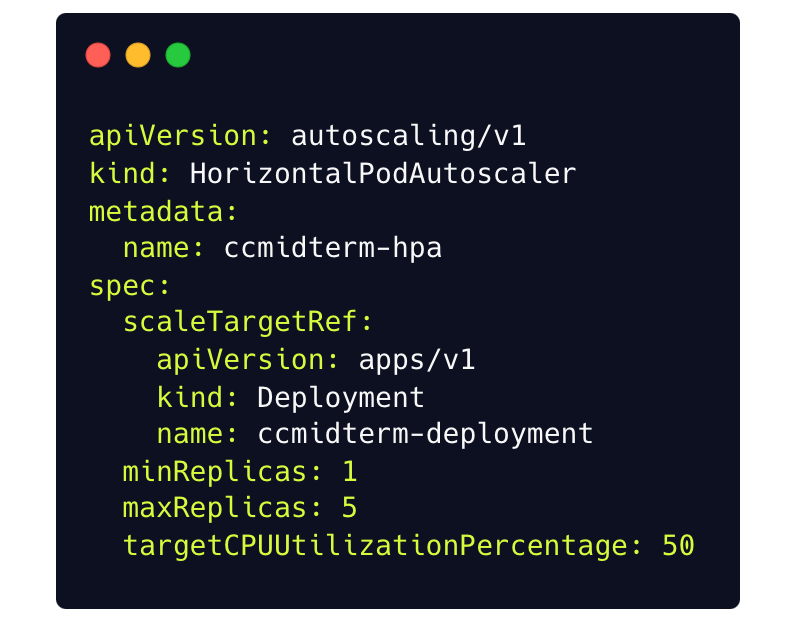 apiVersion: autoscaling/v1
kind: HorizontalPodAutoscaler
metadata:
  name: ccmidterm-hpa
spec:
  scaleTargetRef:
    apiVersion: apps/v1
    kind: Deployment
    name: ccmidterm-deployment
  minReplicas: 1
  maxReplicas: 5
  targetCPUUtilizationPercentage: 50